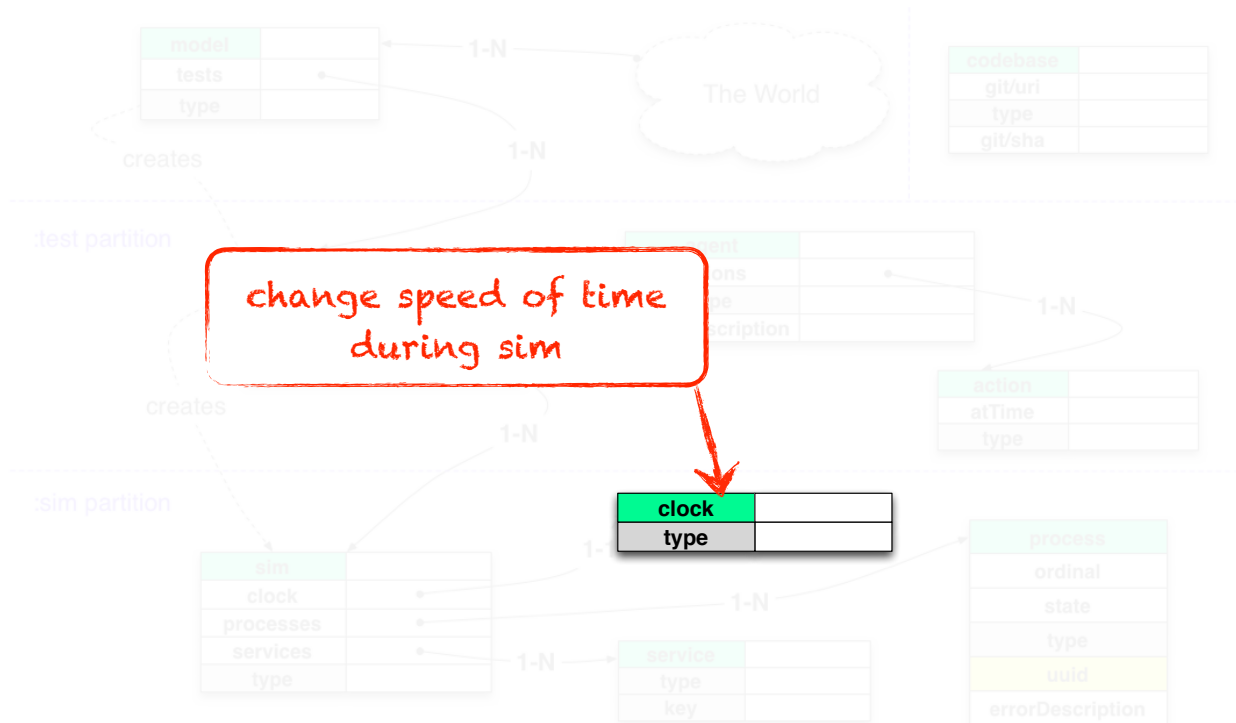 model
1-N
tests
type
The World
codebase
git/uri
type
git/sha
creates
1-N
:test partition
change speed of time
during sim
1-N
action
atTime
type
creates
1-N
:sim partition
clock
type
sim
clock
processes
services
type
1-N
1-N
service
type
key
process
ordinal
state
type
uuid
errorDescription